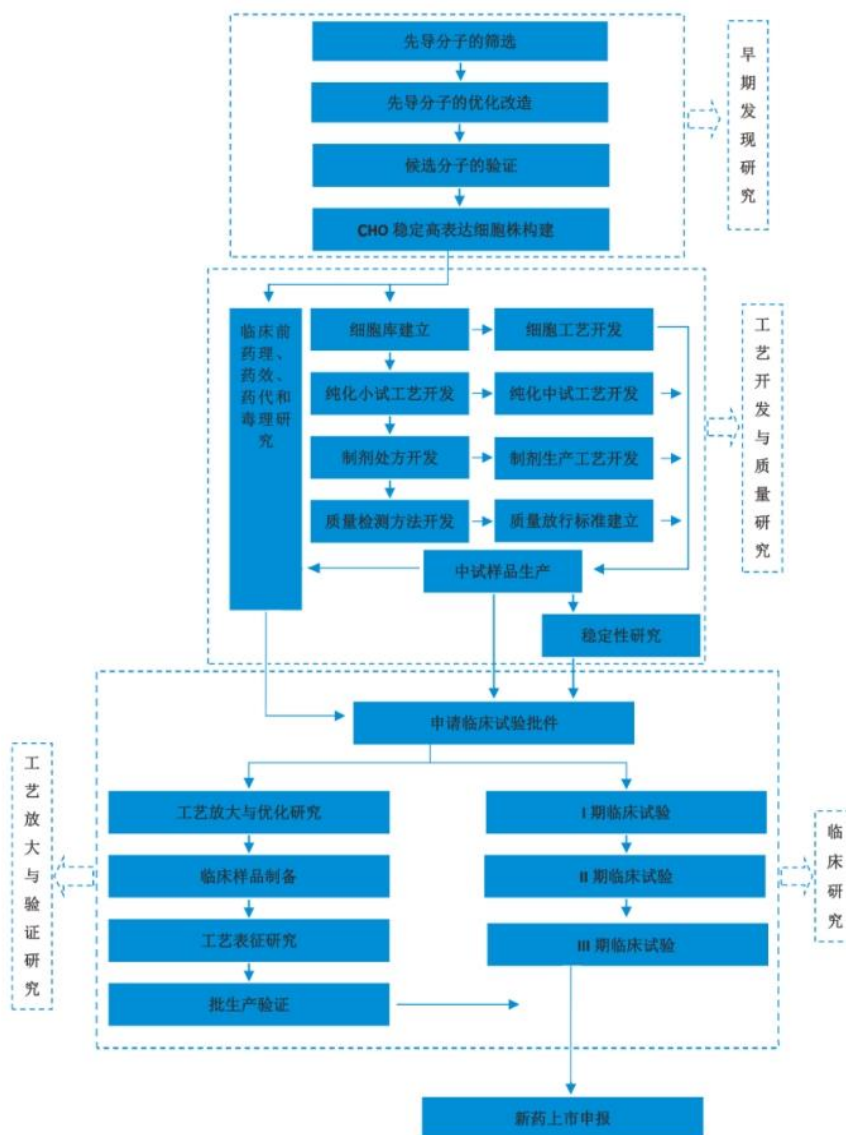 先导分子的筛选
先导分子的优化改造
候选分子的验证
CHO 稳定高表达细胞株构建
早
期
发
现
研
究
临床前
药理、
药效、
药代和
毒理研
究
细胞库建立
细胞工艺开发
纯化小试工艺开发
纯化中试工艺开发
制剂处方开发
制剂生产工艺开发
质量检测方法开发
质量放行标准建立
中试样品生产
稳定性研究
工
艺
开
发
与
质
量
研
究
申请临床试验批件
工
艺
放
大
与
验
证
研
究
工艺放大与优化研究
临床样品制备
工艺表征研究
批生产验证
I 期临床试验
II 期临床试验
III 期临床试验
临
床
研
究
新药上市申报